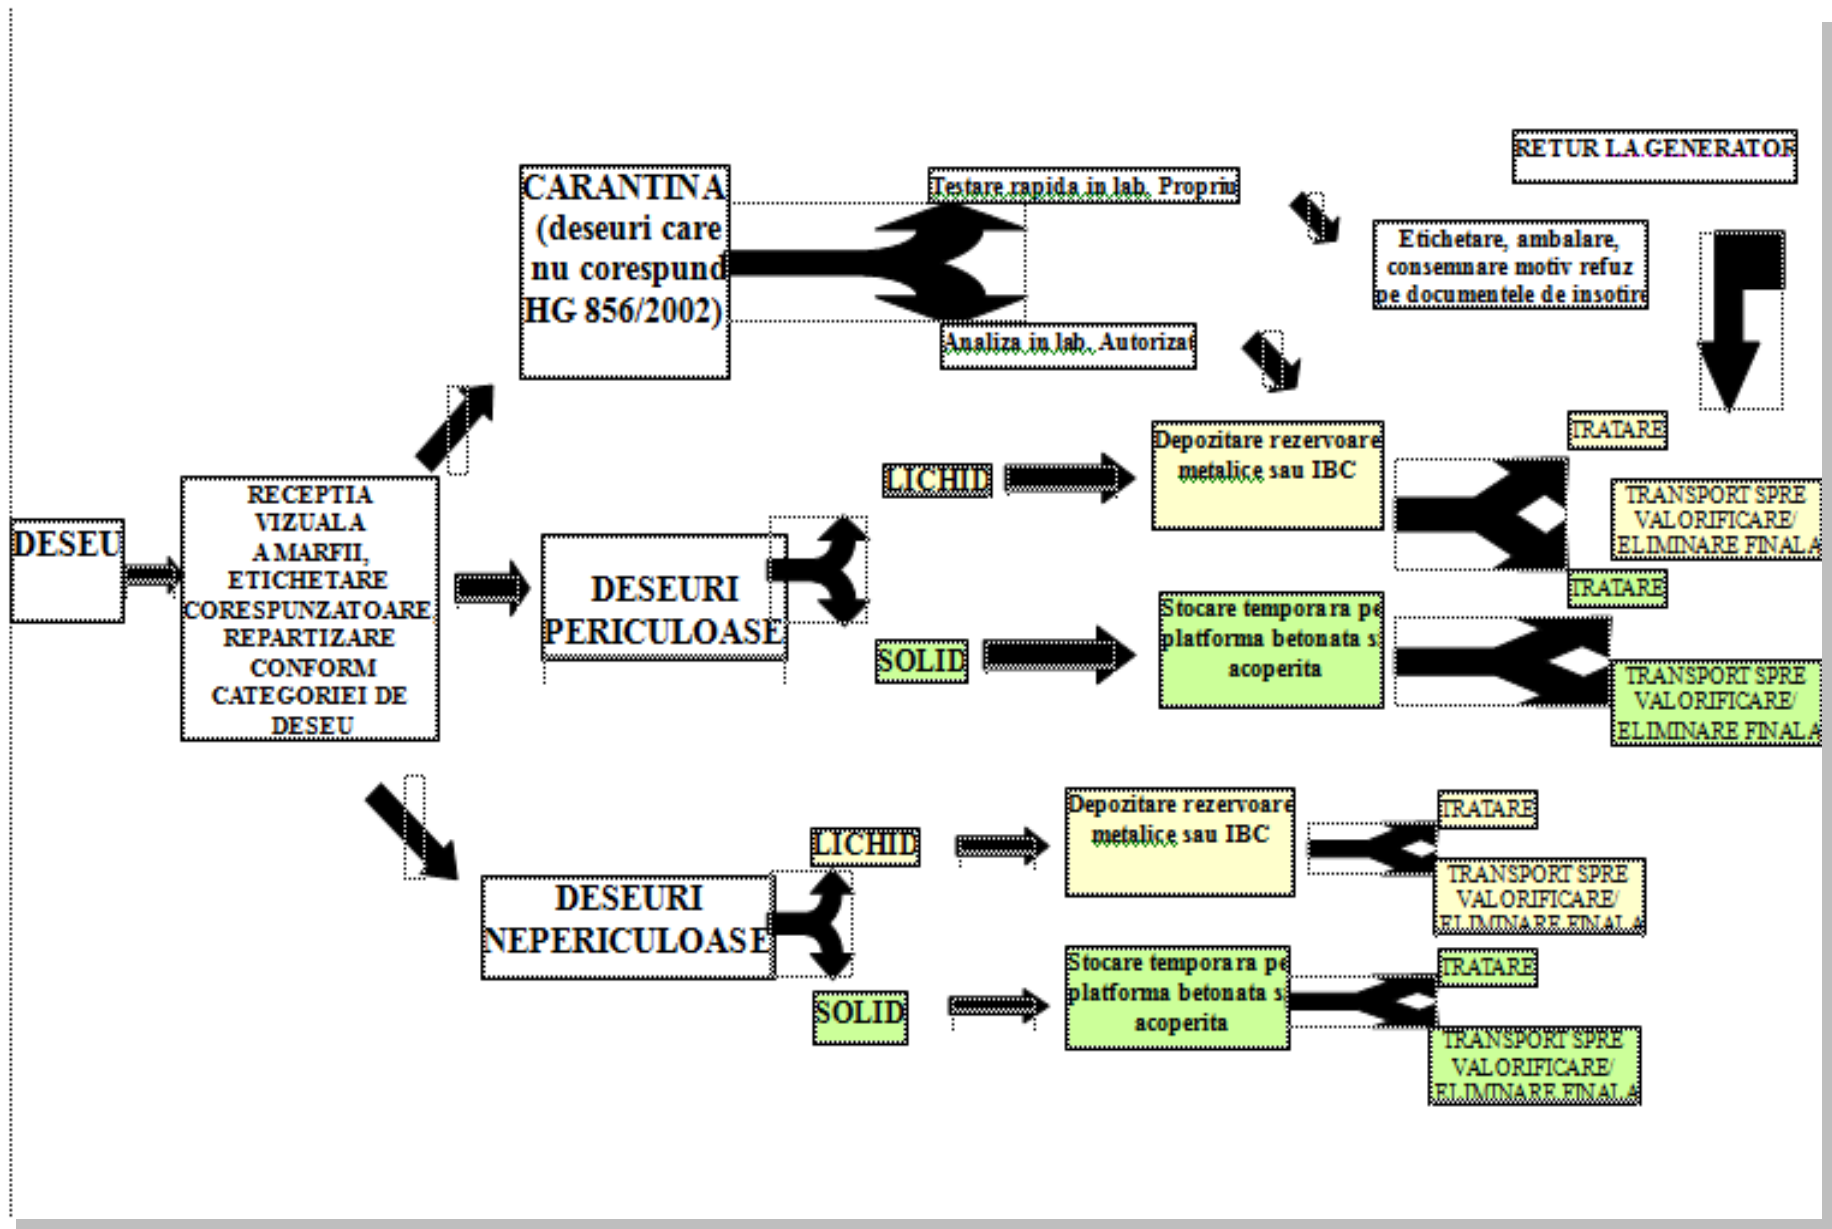 RETUR LA GENERATOR
CARANTINA
(deseuri care
nu corespund
HG 856/2002)
Testare rapida in lab. Propriu
Etichetare, ambalare,
consemnare motiv refuz
pe documentele de insotire
Analiza in lab. Autorizat
DESEU
RECEPTIA
VIZUALA
A MARFII,
ETICHETARE
CORESPUNZATOARE
REPARTIZARE
CONFORM
CATEGORIEI DE
DESEU
DESEURI
PERICULOASE
LICHID
Depozitare rezervoare
metalice sau IBC
TRATARE
TRANSPORT SPRE
VALORIFICARE/
ELIMINARE FINALA
SOLID
Stocare temporara pe
platforma betonata s
acoperita
TRATARE
TRANSPORT SPRE
VALORIFICARE/
ELIMINARE FINALA
DESEURI
NEPERICULOASE
LICHID
Depozitare rezervoare
metalice sau IBC
TRATARE
TRANSPORT SPRE
VALORIFICARE/
ELIMINARE FINALA
SOLID
Stocare temporara pe
platforma betonata s
acoperita
TRATARE
TRANSPORT SPRE
VALORIFICARE/
ELIMINARE FINALA